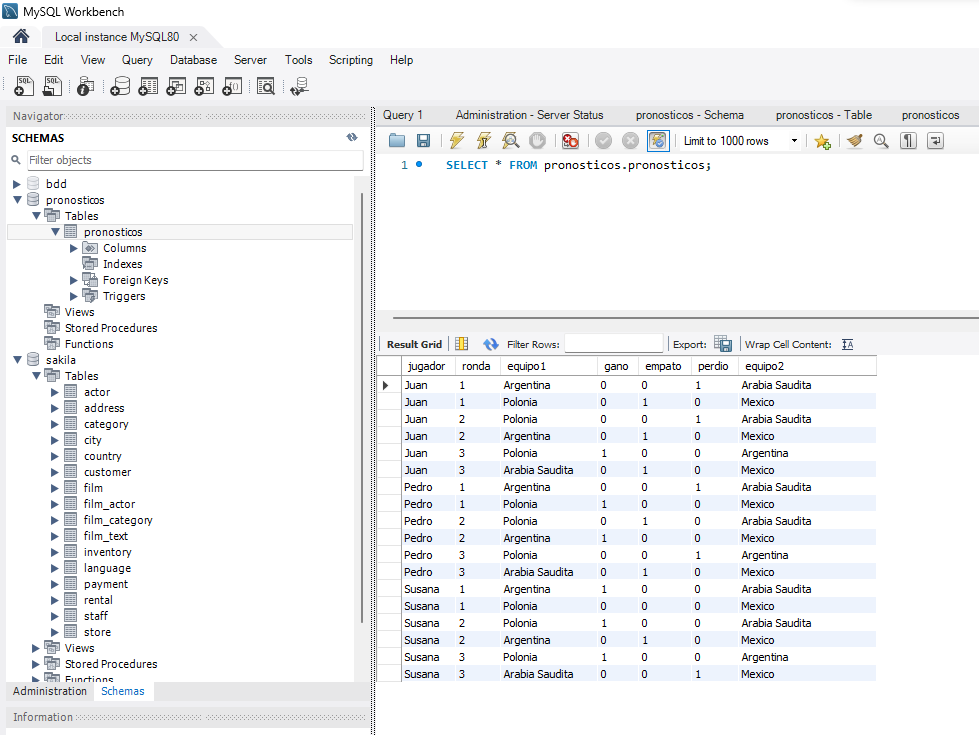 MySQL Workbench
Local instance MySQL80
File Edit View Query Database Server Tools Scripting Help
Navigator
SCHEMAS
Filter objects
bdd
pronosticos
Tables
pronosticos
Columns
Indexes
Foreign Keys
Triggers
Views
Stored Procedures
Functions
sakila
Tables
actor
address
category
city
country
customer
film
film_actor
film_category
film_text
inventory
language
payment
rental
staff
store
Views
Stored Procedures
Functions
Administration Schemas
Information
Query 1 Administration - Server Status pronosticos - Schema pronosticos - Table pronosticos
Limit to 1000 rows
1 SELECT * FROM pronosticos.pronosticos;
Result Grid Filter Rows: Export: Wrap Cell Content:
jugador ronda equipo1 gano empato perdio equipo2
Juan 1 Argentina 0 0 1 Arabia Saudita
Juan 1 Polonia 0 1 0 Mexico
Juan 2 Polonia 0 0 1 Arabia Saudita
Juan 2 Argentina 0 1 0 Mexico
Juan 3 Polonia 1 0 0 Argentina
Juan 3 Arabia Saudita 0 1 0 Mexico
Pedro 1 Argentina 0 0 1 Arabia Saudita
Pedro 1 Polonia 1 0 0 Mexico
Pedro 2 Polonia 0 1 0 Arabia Saudita
Pedro 2 Argentina 1 0 0 Mexico
Pedro 3 Polonia 0 0 1 Argentina
Pedro 3 Arabia Saudita 0 1 0 Mexico
Susana 1 Argentina 1 0 0 Arabia Saudita
Susana 1 Polonia 0 0 0 Mexico
Susana 2 Polonia 1 0 0 Arabia Saudita
Susana 2 Argentina 0 1 0 Mexico
Susana 3 Polonia 1 0 0 Argentina
Susana 3 Arabia Saudita 0 0 1 Mexico